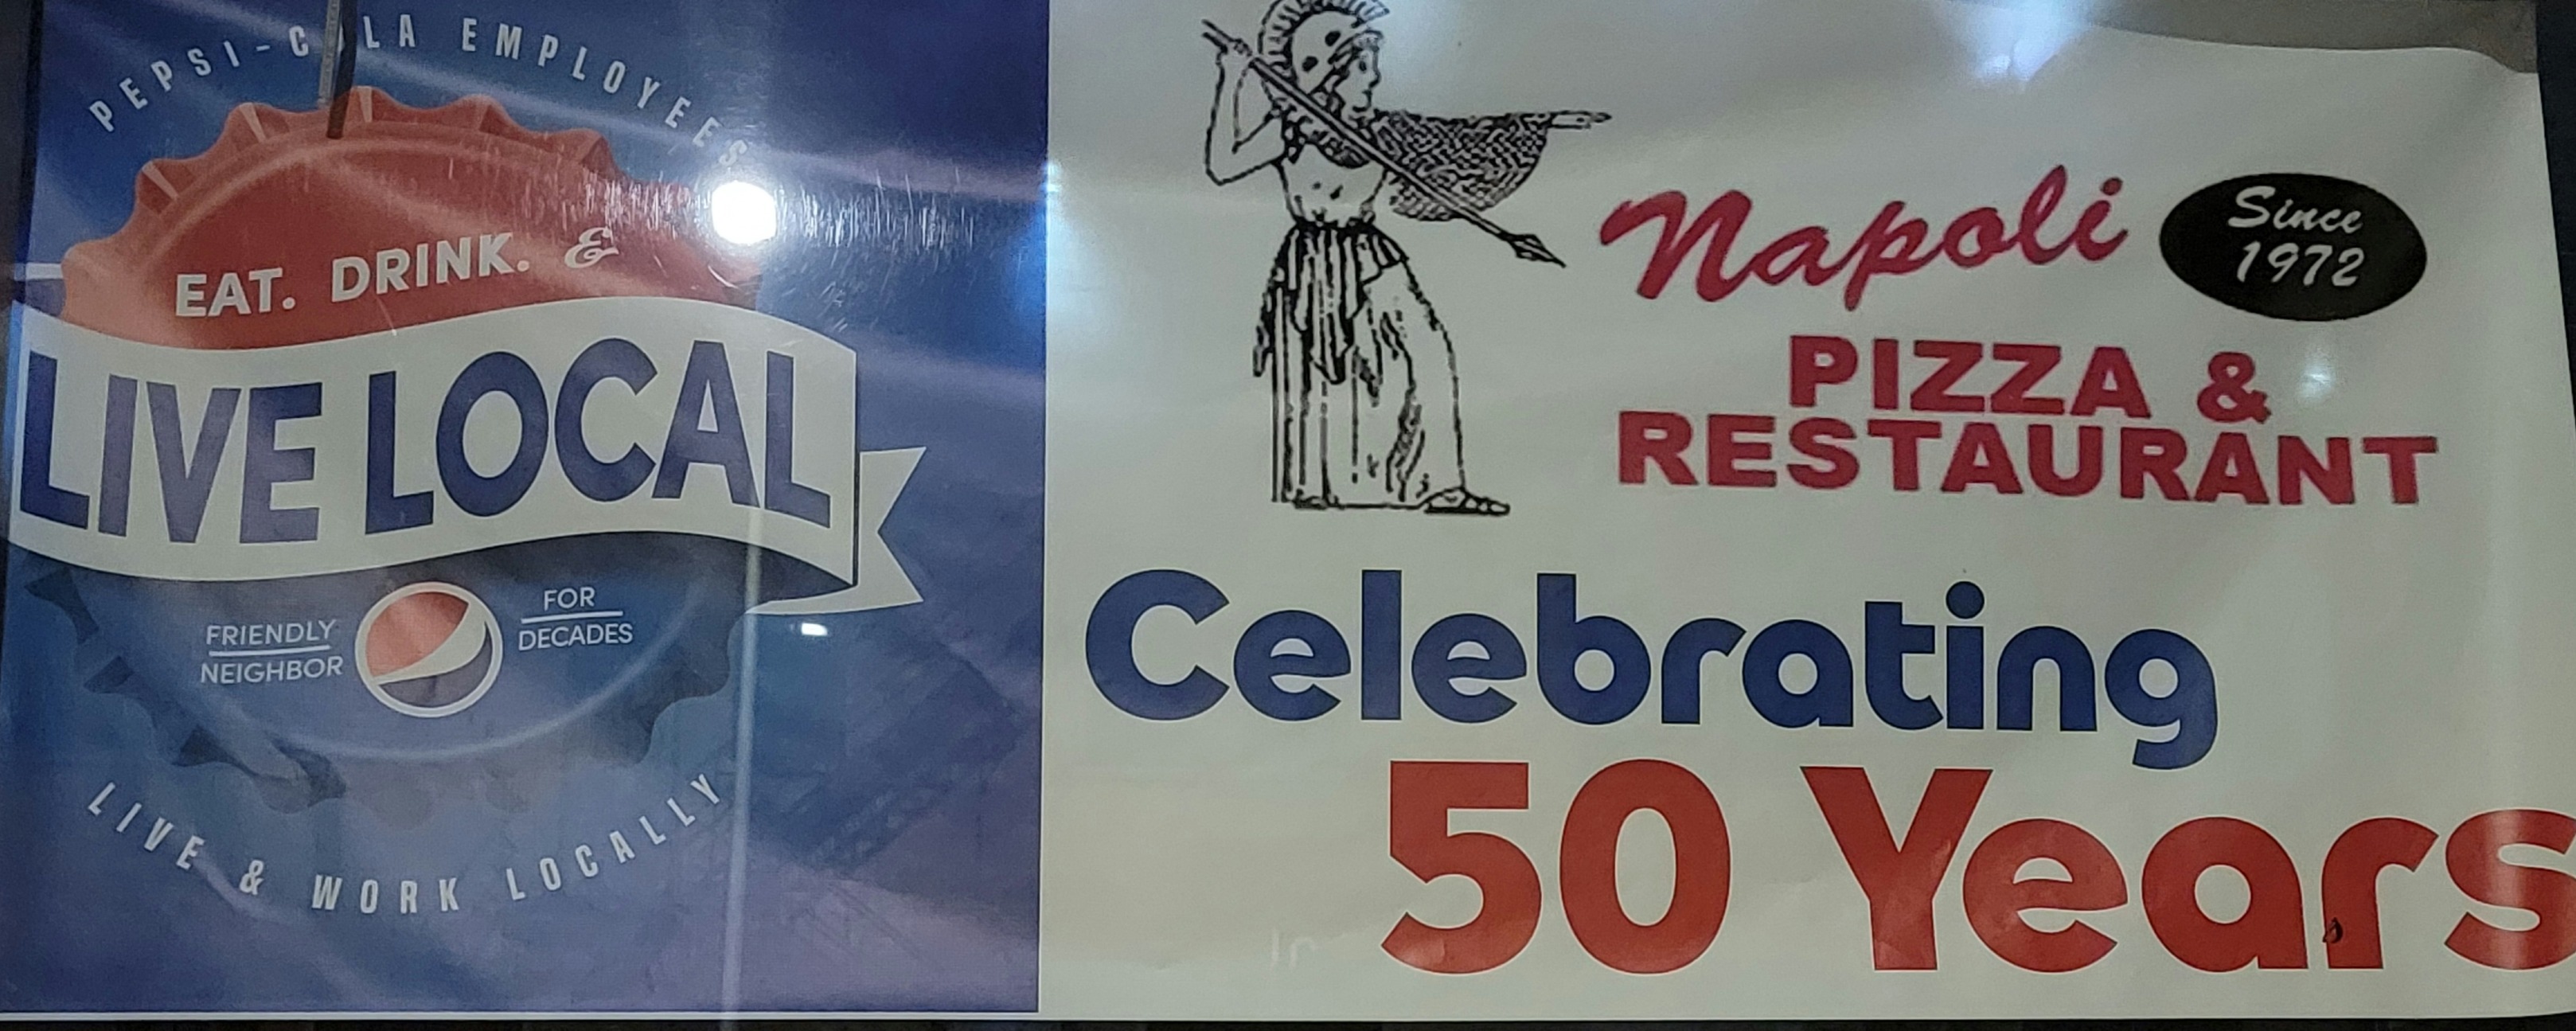 PEPSI-COLA EMPLOYEES
EAT. DRINK. &
LIVE LOCAL
FRIENDLY
NEIGHBOR
FOR
DECADES
LIVE & WORK LOCALLY
Napoli
Since
1972
PIZZA &
RESTAURANT
Celebrating
50 Years